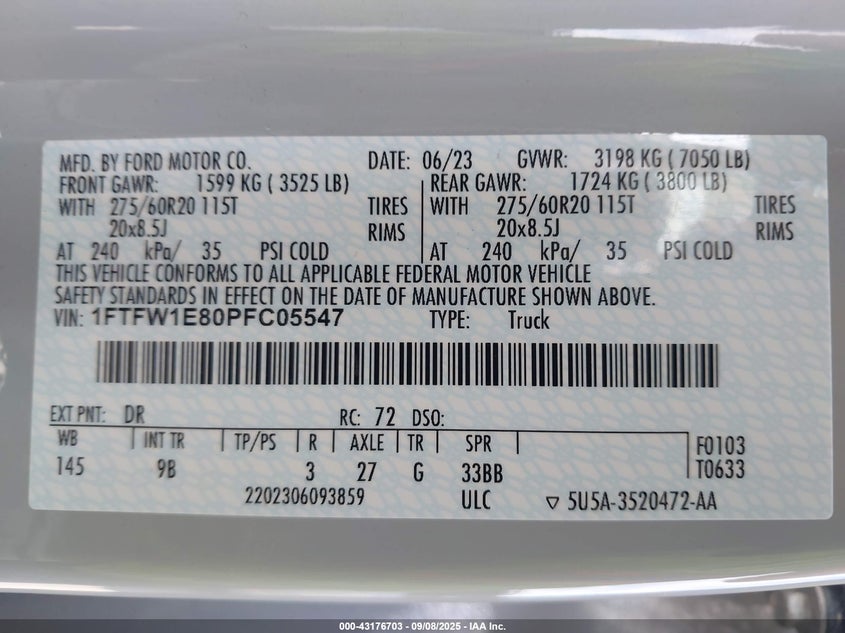 MFD. BY FORD MOTOR CO. DATE: 06/23 GVWR: 3198 KG ( 7050 LB)
FRONT GAWR: 1599 KG ( 3525 LB) REAR GAWR: 1724 KG ( 3800 LB)
WITH 275/60R20 115T TIRES WITH 275/60R20 115T TIRES
20x8.5J RIMS 20x8.5J RIMS
AT 240 kPa/ 35 PSI COLD AT 240 kPa/ 35 PSI COLD
THIS VEHICLE CONFORMS TO ALL APPLICABLE FEDERAL MOTOR VEHICLE
SAFETY STANDARDS IN EFFECT ON THE DATE OF MANUFACTURE SHOWN ABOVE.
VIN: 1FTFW1E80PFC05547 TYPE: Truck
EXT PNT: DR RC: 72 DSO:
WB INT TR TP/PS R AXLE TR SPR F0103
145 9B 3 27 G 33BB T0633
2202306093859 ULC ▽ 5U5A-3520472-AA
000-43176703 - 09/08/2025 - IAA Inc.